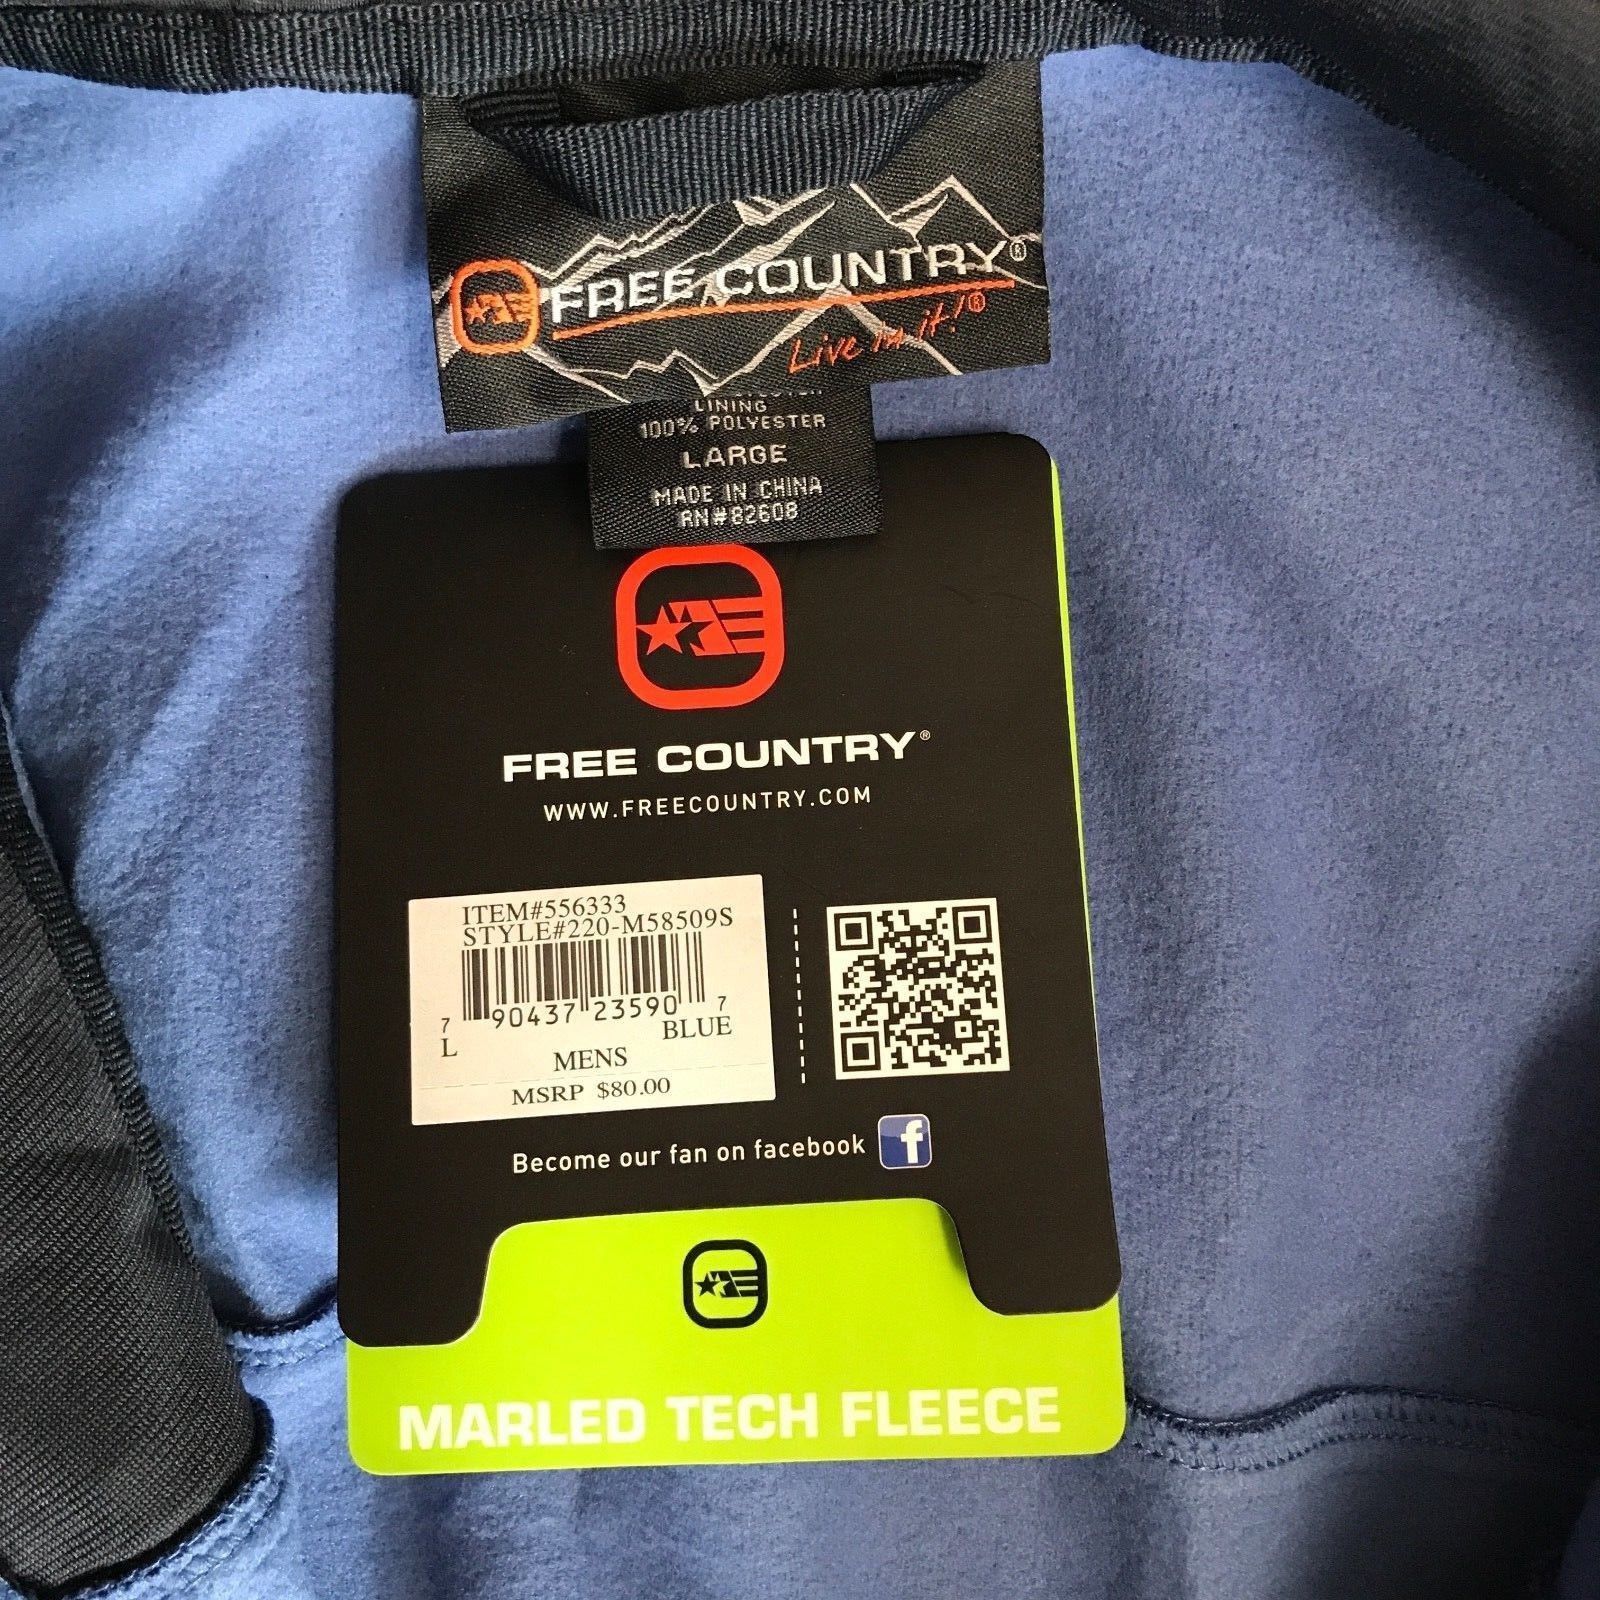 FREE COUNTRY®
Live in it!®
LINING
100% POLYESTER
LARGE
MADE IN CHINA
RN#82608
FREE COUNTRY®
WWW.FREECOUNTRY.COM
ITEM#556333
STYLE#220-M58509S
7 90437 23590 7
L BLUE
MENS
MSRP $80.00
Become our fan on facebook f
MARLED TECH FLEECE